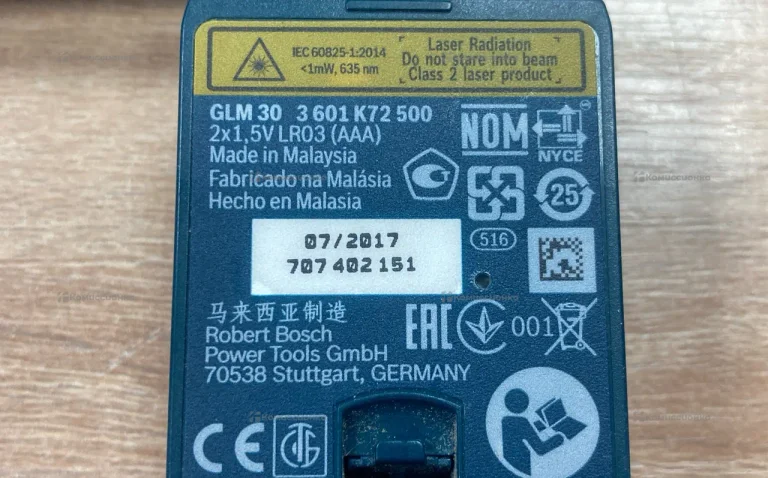 IEC 60825-1:2014
<1mW, 635 nm
Laser Radiation
Do not stare into beam
Class 2 laser product
GLM 30 3 601 K72 500
2x1,5V LR03 (AAA)
Made in Malaysia
Fabricado na Malásia
Hecho en Malasia
NOM
NYCE
25
07/2017
707 402 151
516
马来西亚制造
Robert Bosch
Power Tools GmbH
70538 Stuttgart, GERMANY
EAC
001
CE